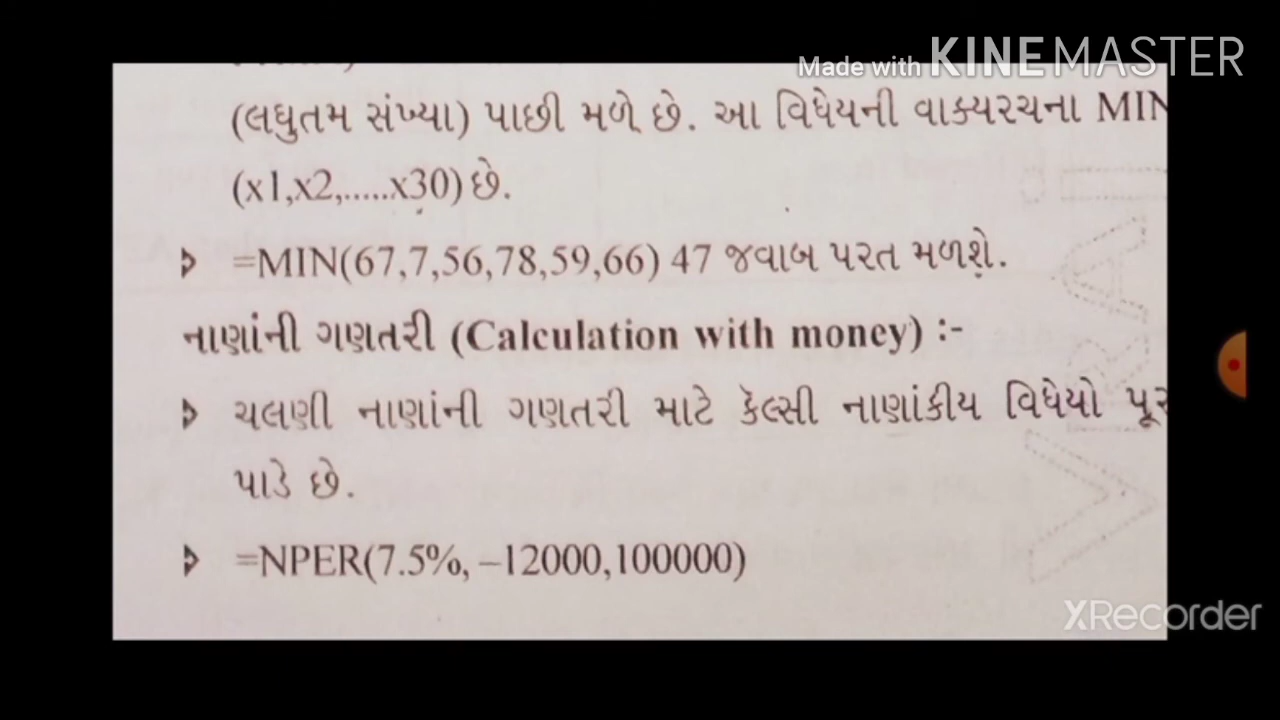 Made with KINEMASTER
(લઘુતમ સંખ્યા) પાછી મળે છે. આ વિધેયની વાક્યરચના MIN
(x1,x2,.....x30) છે.
=MIN(67,7,56,78,59,66) 47 જવાબ પરત મળશે.
નાણાંની ગણતરી (Calculation with money) :-
ચલણી નાણાંની ગણતરી માટે કેલ્સી નાણાંકીય વિધેયો
પાડે છે.
=NPER(7.5%, –12000,100000)
XRecorder